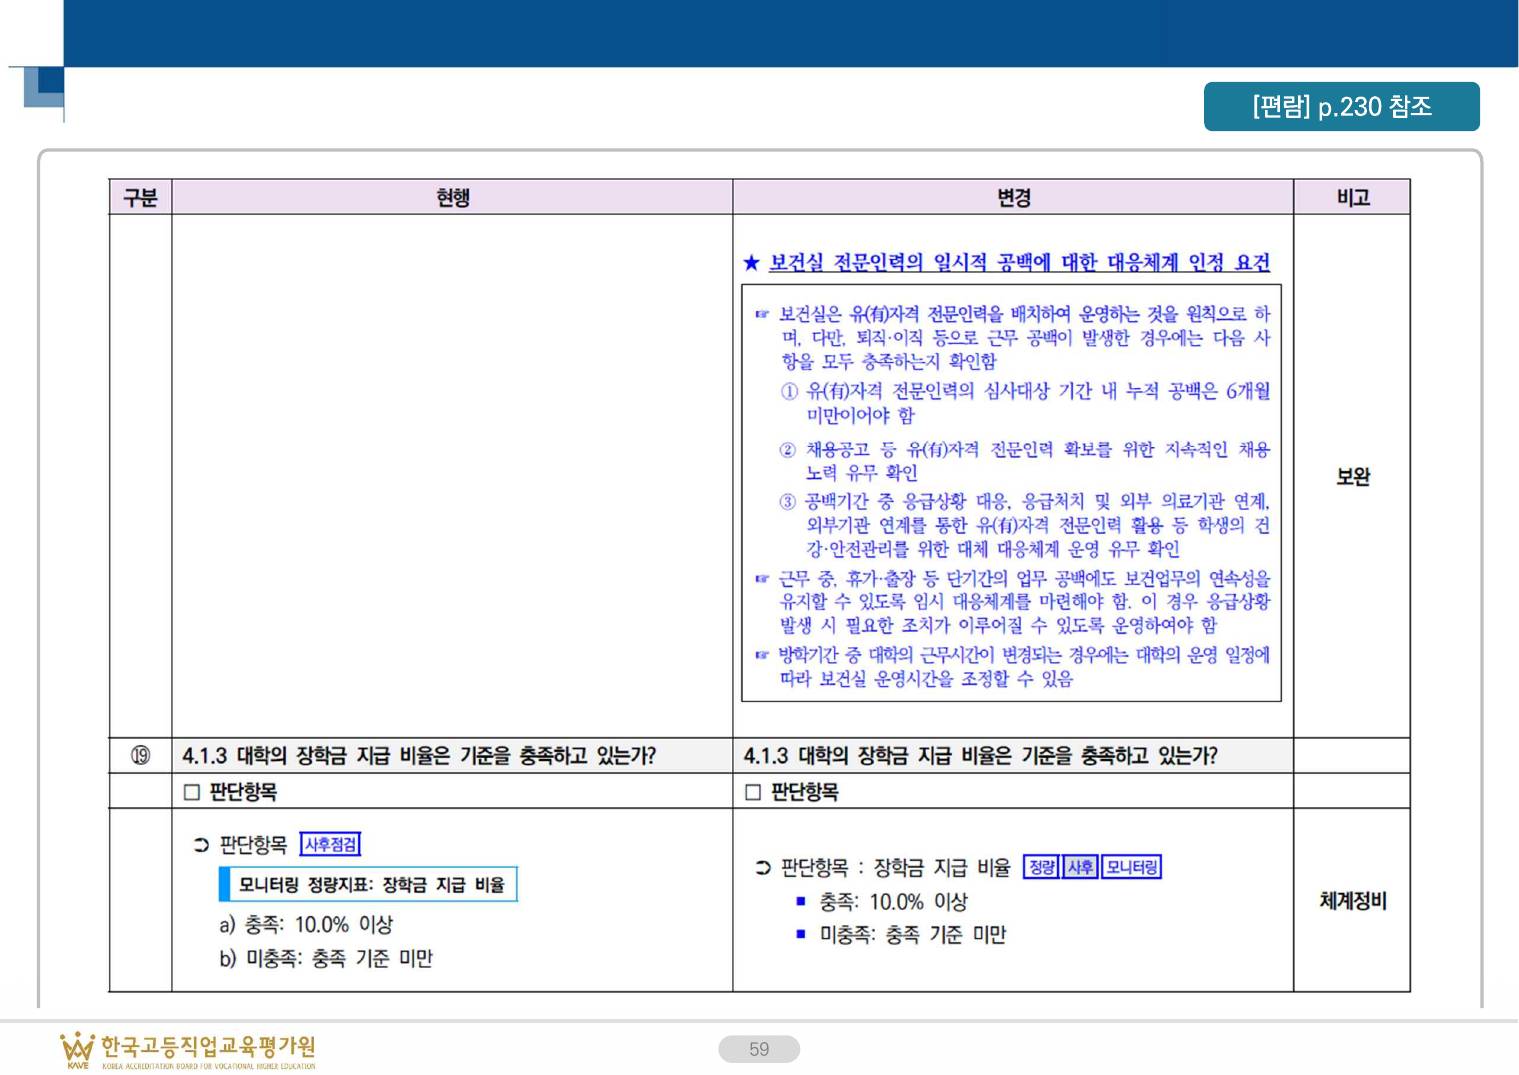 [편람] p.230 참조
구분 현행 변경 비고
★ 보건실 전문인력의 일시적 공백에 대한 대응체계 인정 요건
☞ 보건실은 유(有)자격 전문인력을 배치하여 운영하는 것을 원칙으로 하
며, 다만, 퇴직·이직 등으로 근무 공백이 발생한 경우에는 다음 사
항을 모두 충족하는지 확인함
① 유(有)자격 전문인력의 심사대상 기간 내 누적 공백은 6개월
미만이어야 함
② 채용공고 등 유(有)자격 전문인력 확보를 위한 지속적인 채용
노력 유무 확인
③ 공백기간 중 응급상황 대응, 응급처치 및 외부 의료기관 연계,
외부기관 연계를 통한 유(有)자격 전문인력 활용 등 학생의 건
강·안전관리를 위한 대체 대응체계 운영 유무 확인
☞ 근무 중, 휴가·출장 등 단기간의 업무 공백에도 보건업무의 연속성을
유지할 수 있도록 임시 대응체계를 마련해야 함. 이 경우 응급상황
발생 시 필요한 조치가 이루어질 수 있도록 운영하여야 함
☞ 방학기간 중 대학의 근무시간이 변경되는 경우에는 대학의 운영 일정에
따라 보건실 운영시간을 조정할 수 있음
보완
⑲ 4.1.3 대학의 장학금 지급 비율은 기준을 충족하고 있는가? 4.1.3 대학의 장학금 지급 비율은 기준을 충족하고 있는가?
□ 판단항목 □ 판단항목
➲ 판단항목 사후점검
모니터링 정량지표: 장학금 지급 비율
a) 충족: 10.0% 이상
b) 미충족: 충족 기준 미만
➲ 판단항목 : 장학금 지급 비율 정량 사후 모니터링
■ 충족: 10.0% 이상
■ 미충족: 충족 기준 미만
체계정비
KAVE 한국고등직업교육평가원
KOREA ACCREDITATION BOARD FOR VOCATIONAL HIGHER EDUCATION
59